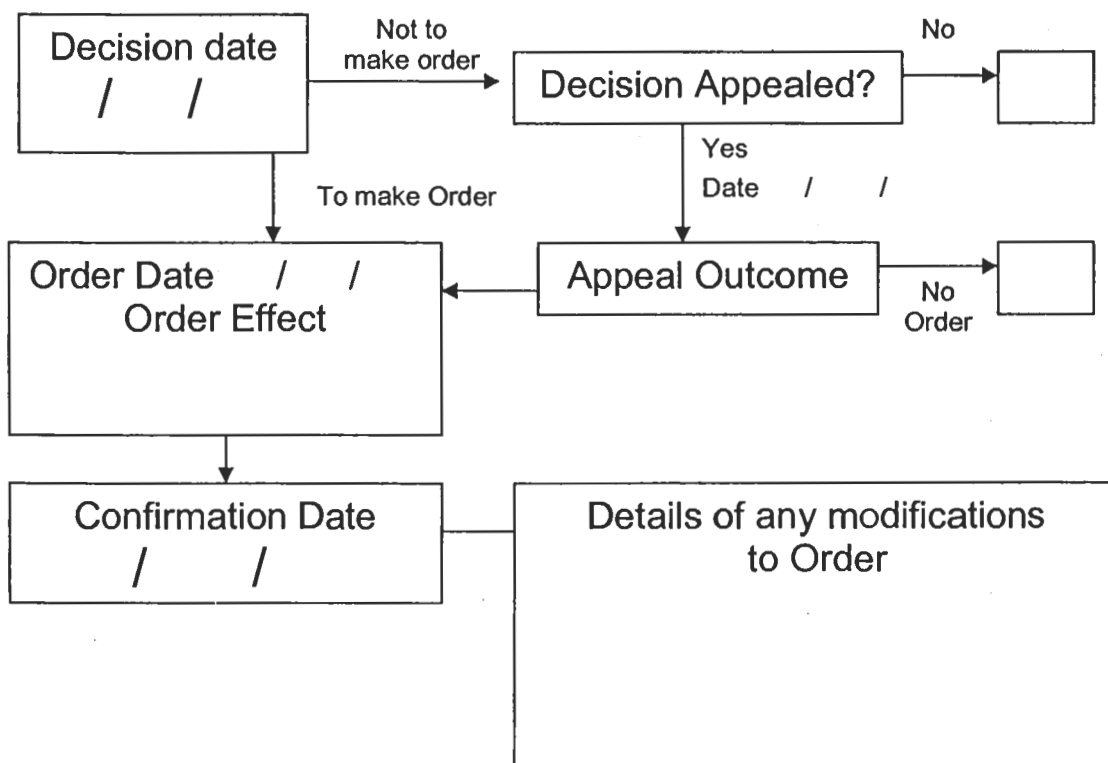 Decision date
/ /
Not to
make order
Decision Appealed?
No
Yes
Date / /
To make Order
Order Date / /
Order Effect
Appeal Outcome
No
Order
Confirmation Date
/ /
Details of any modifications
to Order